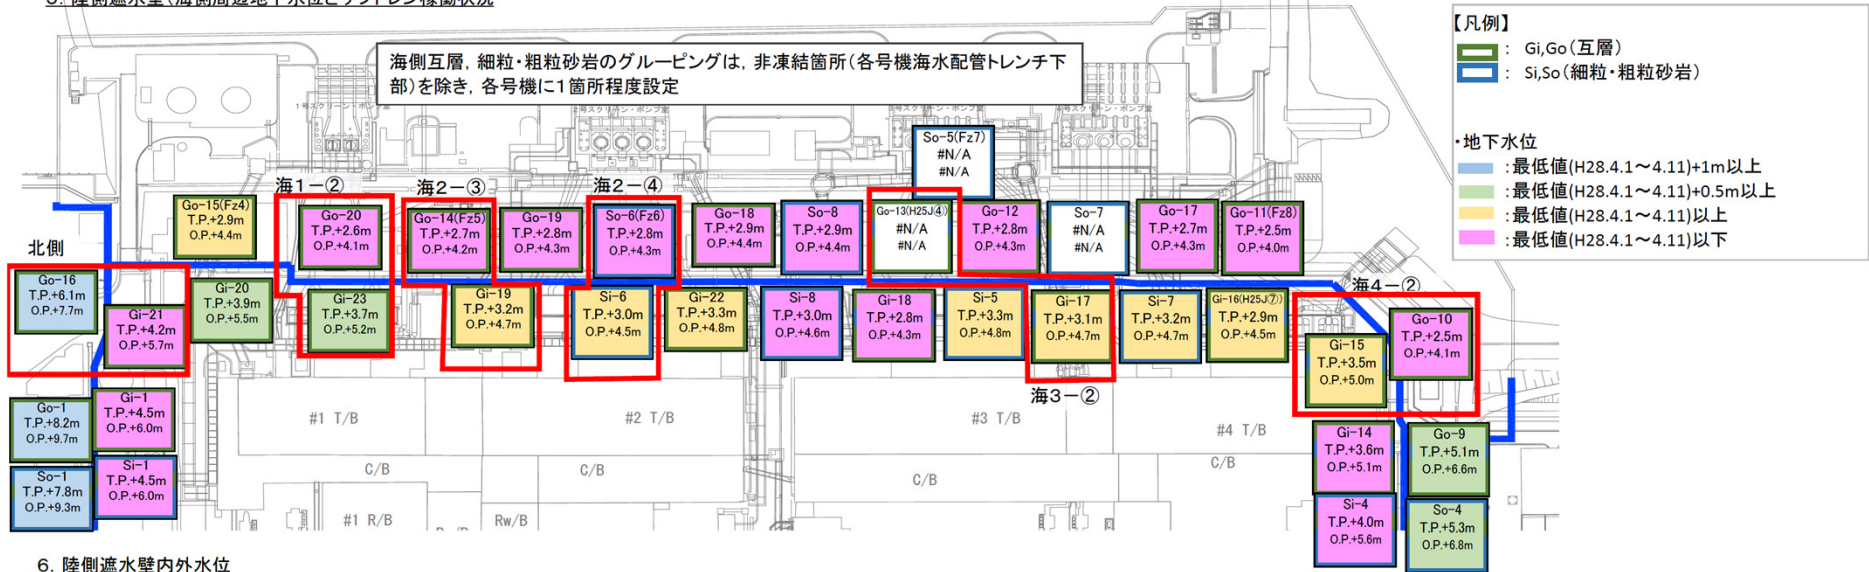 海側互層，細粒・粗粒砂岩のグルーピングは，非凍結箇所（各号機海水配管トレンチ下
部）を除き，各号機に１箇所程度設定
【凡例】
： Gi,Go（互層）
： Si,So（細粒・粗粒砂岩）
・地下水位
：最低値(H28.4.1～4.11)+1m以上
：最低値(H28.4.1～4.11)+0.5m以上
：最低値(H28.4.1～4.11)以上
：最低値(H28.4.1～4.11)以下
So-5(Fz7)
#N/A
#N/A
海１－②
海２－③
海２－④
Go-15(Fz4)
T.P.+2.9m
O.P.+4.4m
Go-20
T.P.+2.6m
O.P.+4.1m
Go-14(Fz5)
T.P.+2.7m
O.P.+4.2m
Go-19
T.P.+2.8m
O.P.+4.3m
So-6(Fz6)
T.P.+2.8m
O.P.+4.3m
Go-18
T.P.+2.9m
O.P.+4.4m
So-8
T.P.+2.9m
O.P.+4.4m
Go-13(H25J④)
#N/A
#N/A
Go-12
T.P.+2.8m
O.P.+4.3m
So-7
#N/A
#N/A
Go-17
T.P.+2.7m
O.P.+4.3m
Go-11(Fz8)
T.P.+2.5m
O.P.+4.0m
北側
Go-16
T.P.+6.1m
O.P.+7.7m
Gi-21
T.P.+4.2m
O.P.+5.7m
Gi-20
T.P.+3.9m
O.P.+5.5m
Gi-23
T.P.+3.7m
O.P.+5.2m
Gi-19
T.P.+3.2m
O.P.+4.7m
Si-6
T.P.+3.0m
O.P.+4.5m
Gi-22
T.P.+3.3m
O.P.+4.8m
Si-8
T.P.+3.0m
O.P.+4.6m
Gi-18
T.P.+2.8m
O.P.+4.3m
Si-5
T.P.+3.3m
O.P.+4.8m
Gi-17
T.P.+3.1m
O.P.+4.7m
Si-7
T.P.+3.2m
O.P.+4.7m
Gi-16(H25J⑦)
T.P.+2.9m
O.P.+4.5m
海４－②
Gi-15
T.P.+3.5m
O.P.+5.0m
Go-10
T.P.+2.5m
O.P.+4.1m
海３－②
Go-1
T.P.+8.2m
O.P.+9.7m
Gi-1
T.P.+4.5m
O.P.+6.0m
So-1
T.P.+7.8m
O.P.+9.3m
Si-1
T.P.+4.5m
O.P.+6.0m
#1 T/B
#2 T/B
#3 T/B
#4 T/B
C/B
C/B
C/B
C/B
#1 R/B
Rw/B
Gi-14
T.P.+3.6m
O.P.+5.1m
Go-9
T.P.+5.1m
O.P.+6.6m
Si-4
T.P.+4.0m
O.P.+5.6m
So-4
T.P.+5.3m
O.P.+6.8m
６．陸側遮水壁内外水位